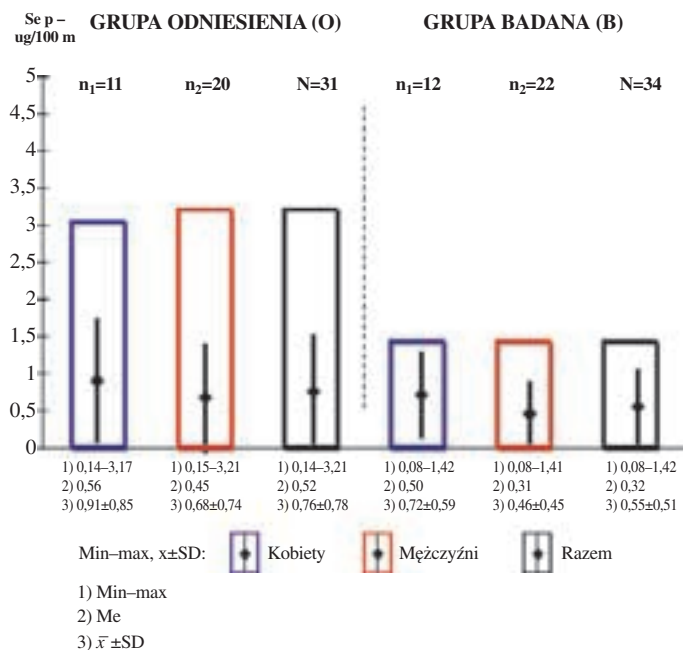 Se p –
ug/100 m
GRUPA ODNIESIENIA (O) GRUPA BADANA (B)
n₁=11 n₂=20 N=31 n₁=12 n₂=22 N=34
5
4,5
4
3,5
3
2,5
2
1,5
1
0,5
0
1) 0,14–3,17 1) 0,15–3,21 1) 0,14–3,21 1) 0,08–1,42 1) 0,08–1,41 1) 0,08–1,42
2) 0,56 2) 0,45 2) 0,52 2) 0,50 2) 0,31 2) 0,32
3) 0,91±0,85 3) 0,68±0,74 3) 0,76±0,78 3) 0,72±0,59 3) 0,46±0,45 3) 0,55±0,51
Min–max, x±SD: Kobiety Mężczyźni Razem
1) Min–max
2) Me
3) x̅ ±SD